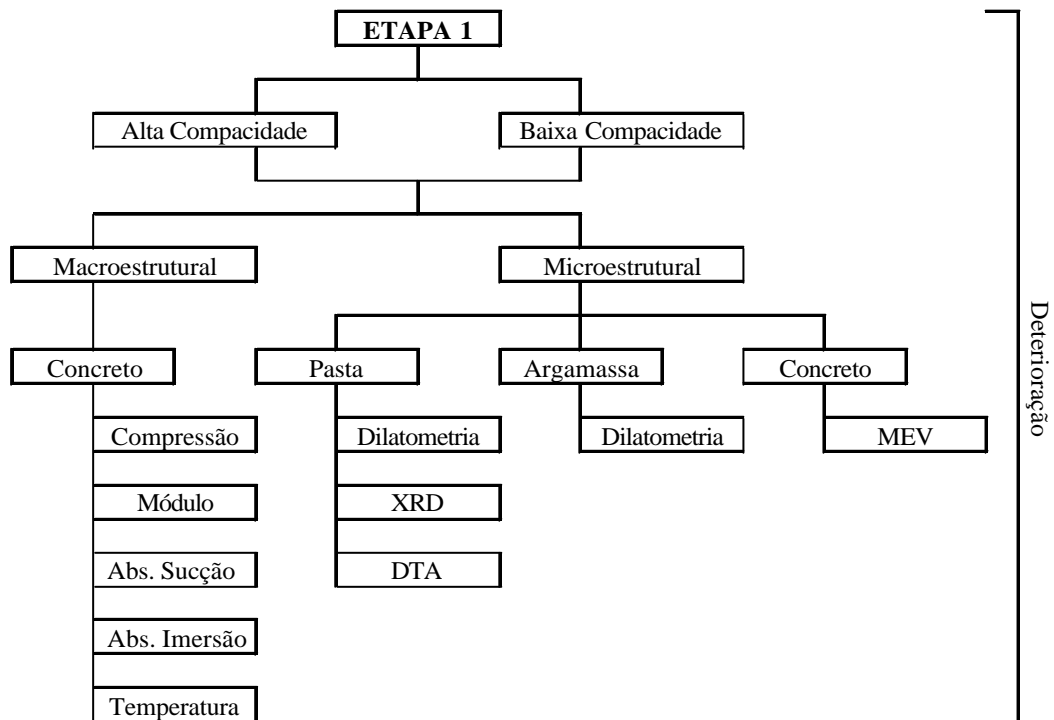 ETAPA 1
Alta Compacidade
Baixa Compacidade
Macroestrutural
Microestrutural
Concreto
Pasta
Argamassa
Concreto
Compressão
Dilatometria
Dilatometria
MEV
Módulo
XRD
Abs. Sucção
DTA
Abs. Imersão
Temperatura
Deterioração